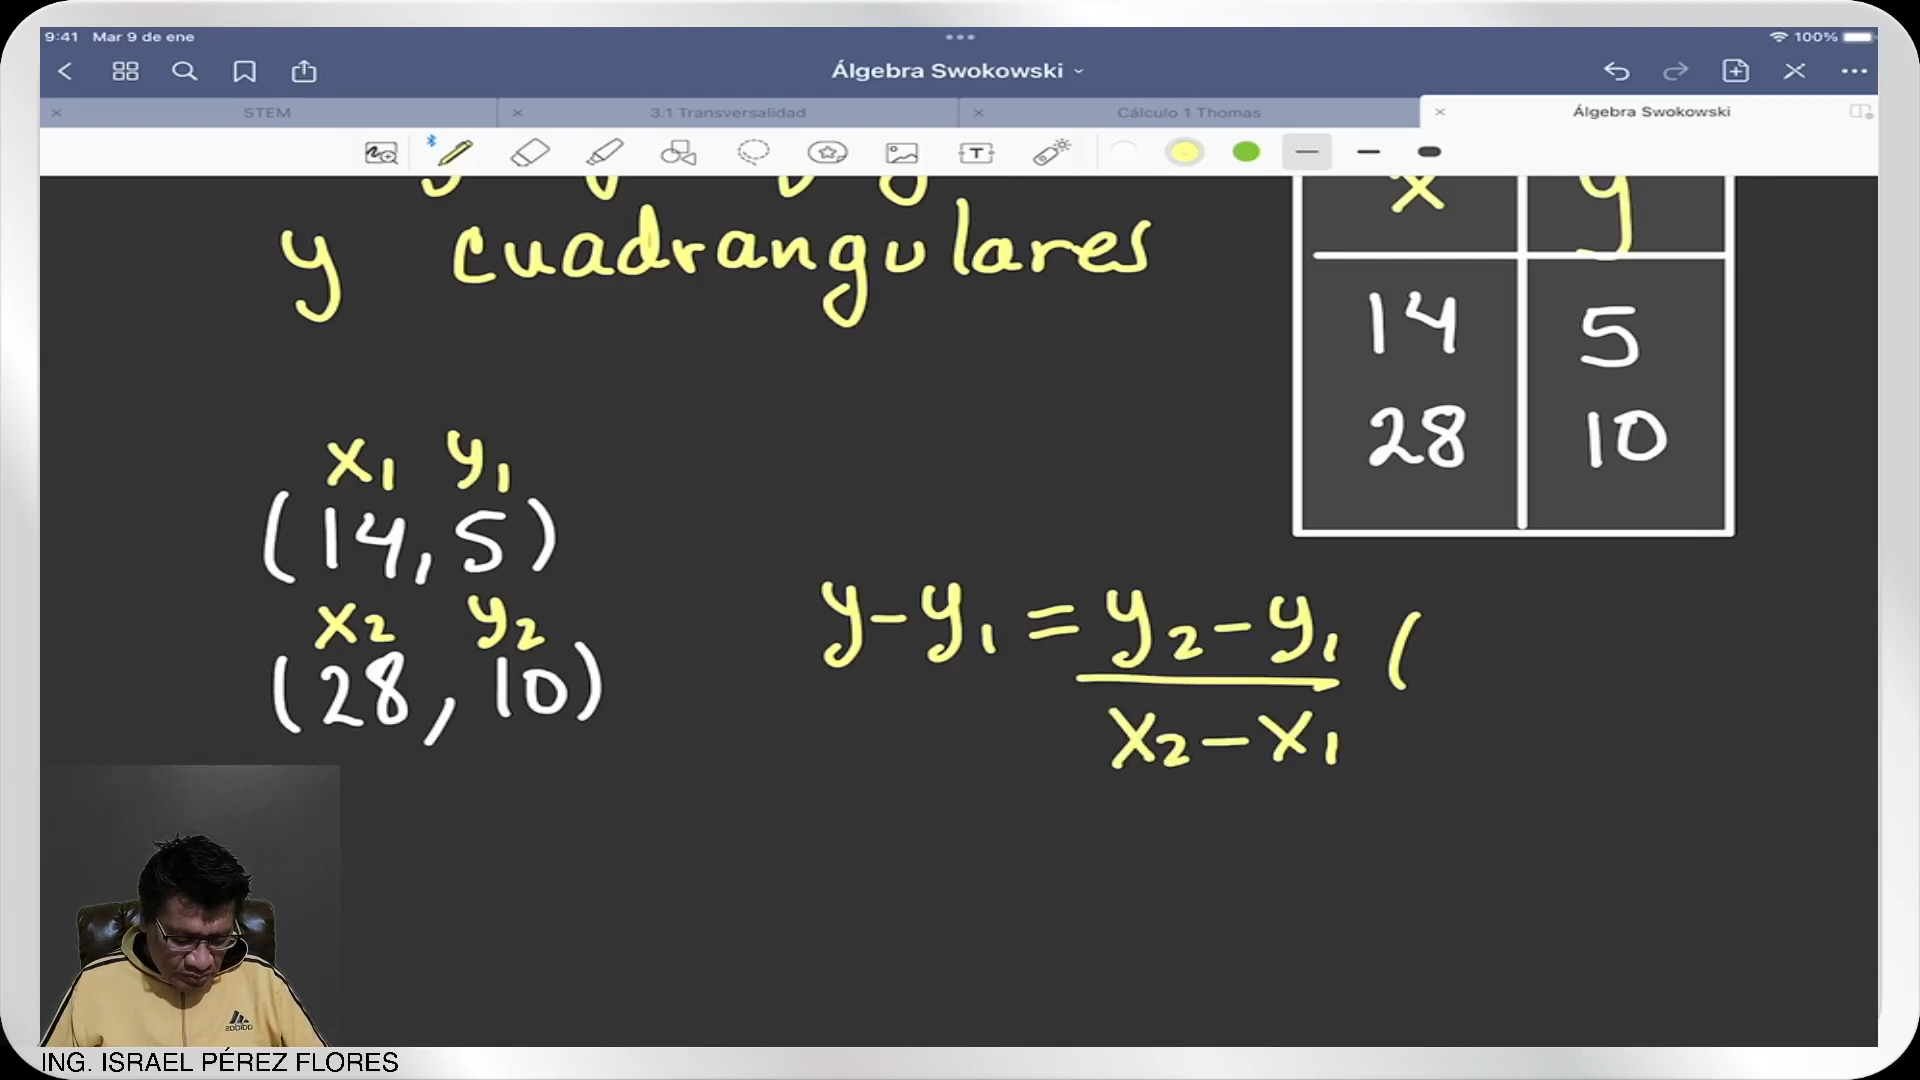 9:41 Mar 9 de ene
100%
Álgebra Swokowski
STEM
3.1 Transversalidad
Cálculo 1 Thomas
Álgebra Swokowski
T
y cuadrangulares
x y
14 5
28 10
x₁ y₁
(14, 5)
x₂ y₂
(28, 10)
y-y₁ = y₂-y₁ (
x₂-x₁
adidas
ING. ISRAEL PÉREZ FLORES